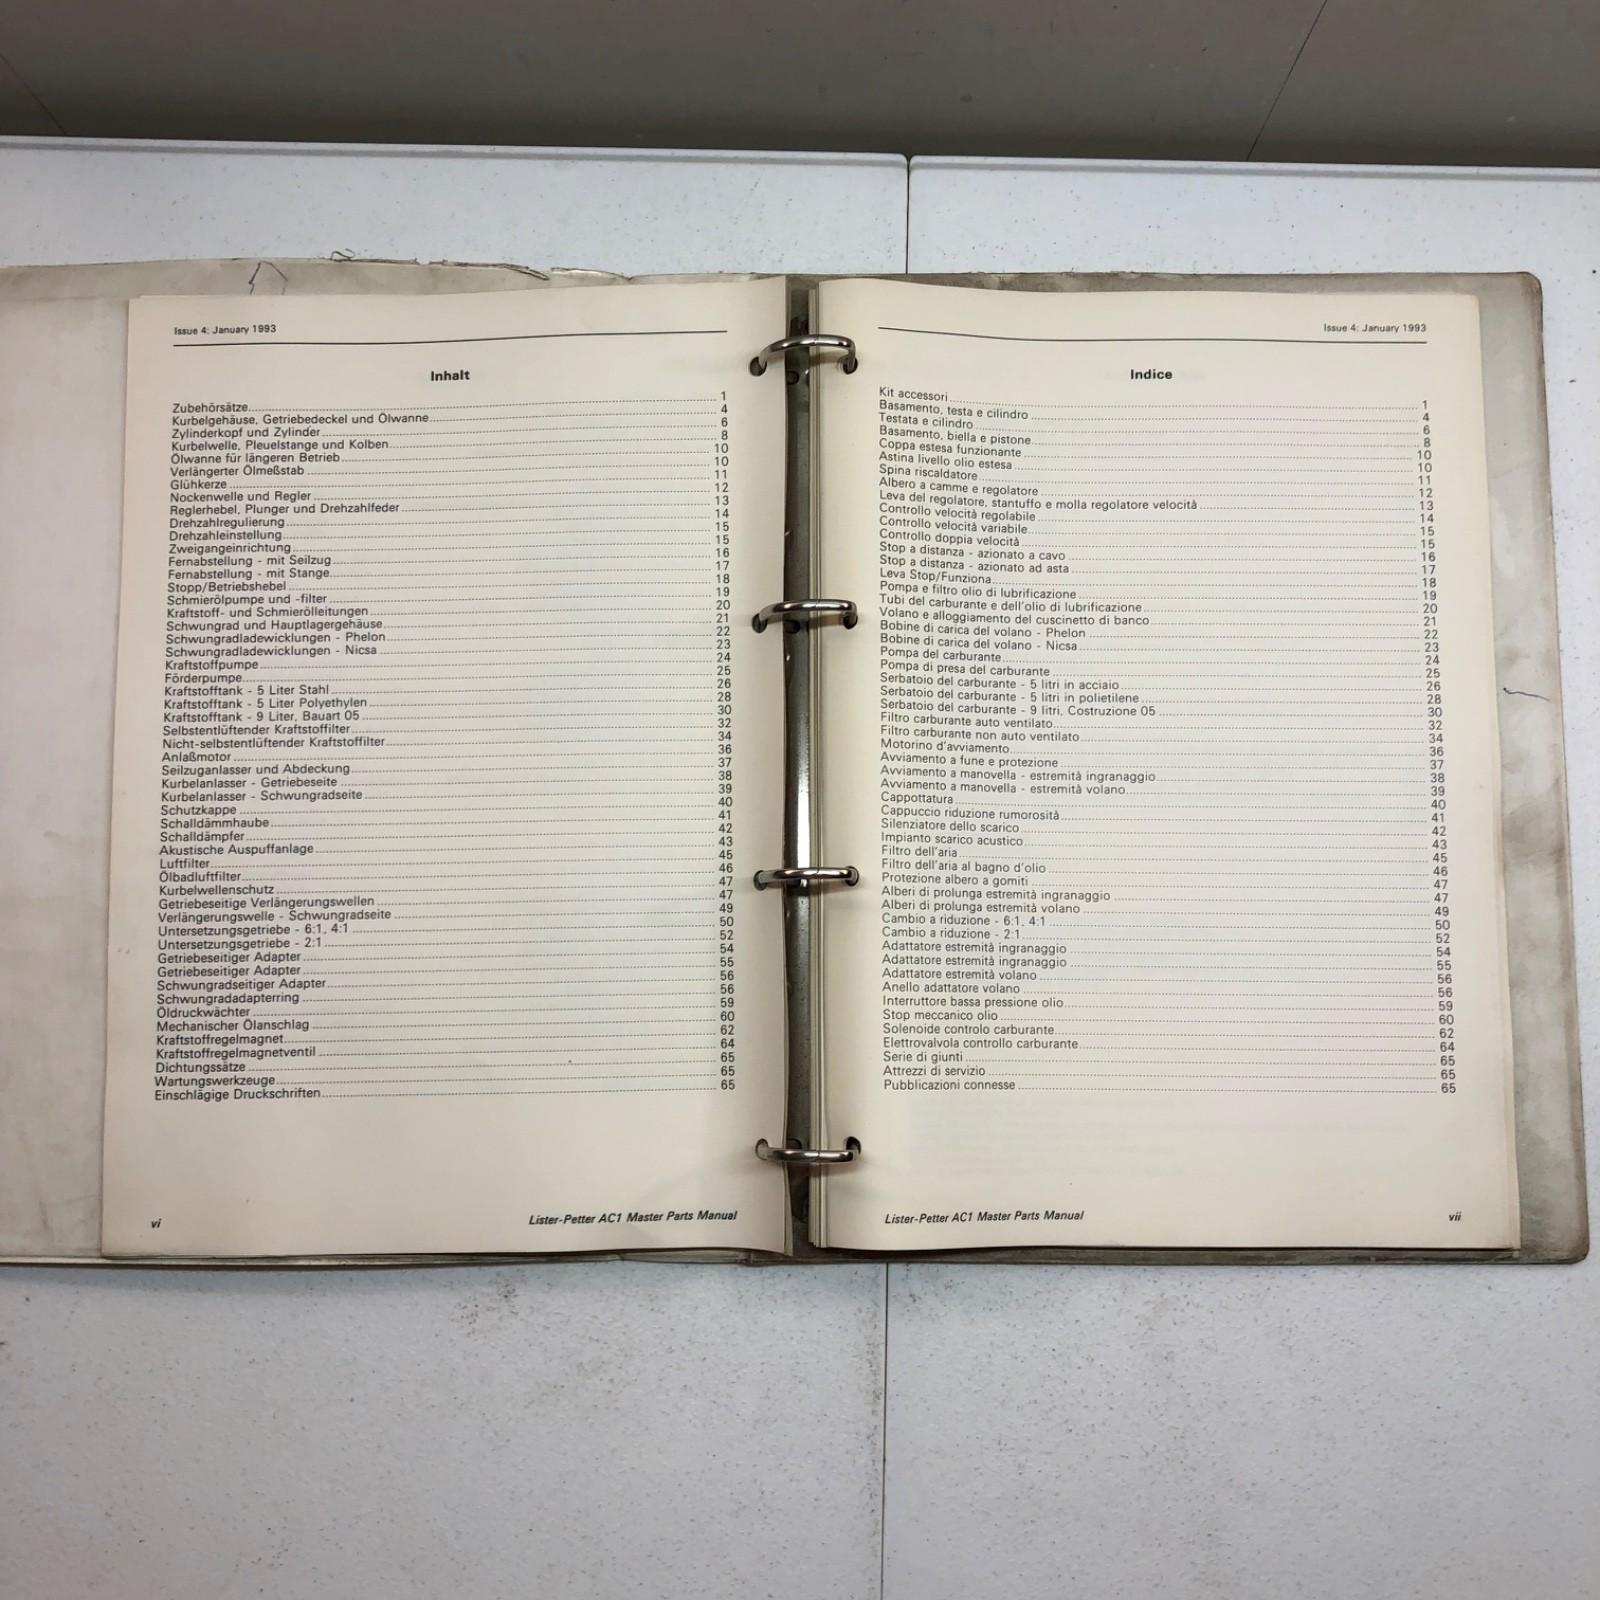 Issue 4: January 1993
Inhalt
Zubehörsätze 1
Kurbelgehäuse, Getriebedeckel und Ölwanne 4
Zylinderkopf und Zylinder 6
Kurbelwelle, Pleuelstange und Kolben 8
Ölwanne für längeren Betrieb 10
Verlängerter Ölmeßstab 10
Glühkerze 11
Nockenwelle und Regler 12
Reglerhebel, Plunger und Drehzahlfeder 13
Drehzahlregulierung 14
Drehzahleinstellung 15
Zweigangeinrichtung 15
Fernabstellung - mit Seilzug 16
Fernabstellung - mit Stange 17
Stopp/Betriebshebel 18
Schmierölpumpe und -filter 19
Kraftstoff- und Schmierölleitungen 20
Schwungrad und Hauptlagergehäuse 21
Schwungradladewicklungen - Phelon 22
Schwungradladewicklungen - Nicsa 23
Kraftstoffpumpe 24
Förderpumpe 25
Kraftstofftank - 5 Liter Stahl 26
Kraftstofftank - 5 Liter Polyethylen 28
Kraftstofftank - 9 Liter, Bauart 05 30
Selbstentlüftender Kraftstoffilter 32
Nicht-selbstentlüftender Kraftstoffilter 34
Anlaßmotor 36
Seilzuganlasser und Abdeckung 37
Kurbelanlasser - Getriebeseite 38
Kurbelanlasser - Schwungradseite 39
Schutzkappe 40
Schalldämmhaube 41
Schalldämpfer 42
Akustische Auspuffanlage 43
Luftfilter 45
Ölbadluftfilter 46
Kurbelwellenschutz 47
Getriebeseitige Verlängerungswellen 47
Verlängerungswelle - Schwungradseite 49
Untersetzungsgetriebe - 6:1, 4:1 50
Untersetzungsgetriebe - 2:1 52
Getriebeseitiger Adapter 54
Getriebeseitiger Adapter 55
Schwungradseitiger Adapter 56
Schwungradadapterring 56
Öldruckwächter 59
Mechanischer Ölanschlag 60
Kraftstoffregelmagnet 62
Kraftstoffregelmagnetventil 64
Dichtungssätze 65
Wartungswerkzeuge 65
Einschlägige Druckschriften 65
vi
Lister-Petter AC1 Master Parts Manual
Issue 4: January 1993
Indice
Kit accessori 1
Basamento, testa e cilindro 4
Testata e cilindro 6
Basamento, biella e pistone 8
Coppa estesa funzionante 10
Astina livello olio estesa 10
Spina riscaldatore 11
Albero a camme e regolatore 12
Leva del regolatore, stantuffo e molla regolatore velocità 13
Controllo velocità regolabile 14
Controllo velocità variabile 15
Controllo doppia velocità 15
Stop a distanza - azionato a cavo 16
Stop a distanza - azionato ad asta 17
Leva Stop/Funziona 18
Pompa e filtro olio di lubrificazione 19
Tubi del carburante e dell'olio di lubrificazione 20
Volano e alloggiamento del cuscinetto di banco 21
Bobine di carica del volano - Phelon 22
Bobine di carica del volano - Nicsa 23
Pompa del carburante 24
Pompa di presa del carburante 25
Serbatoio del carburante - 5 litri in acciaio 26
Serbatoio del carburante - 5 litri in polietilene 28
Serbatoio del carburante - 9 litri, Costruzione 05 30
Filtro carburante auto ventilato 32
Filtro carburante non auto ventilato 34
Motorino d'avviamento 36
Avviamento a fune e protezione 37
Avviamento a manovella - estremità ingranaggio 38
Avviamento a manovella - estremità volano 39
Cappottatura 40
Cappuccio riduzione rumorosità 41
Silenziatore dello scarico 42
Impianto scarico acustico 43
Filtro dell'aria 45
Filtro dell'aria al bagno d'olio 46
Protezione albero a gomiti 47
Alberi di prolunga estremità ingranaggio 47
Alberi di prolunga estremità volano 49
Cambio a riduzione - 6:1, 4:1 50
Cambio a riduzione - 2:1 52
Adattatore estremità ingranaggio 54
Adattatore estremità ingranaggio 55
Adattatore estremità volano 56
Anello adattatore volano 56
Interruttore bassa pressione olio 59
Stop meccanico olio 60
Solenoide controlo carburante 62
Elettrovalvola controllo carburante 64
Serie di giunti 65
Attrezzi di servizio 65
Pubblicazioni connesse 65
Lister-Petter AC1 Master Parts Manual
vii